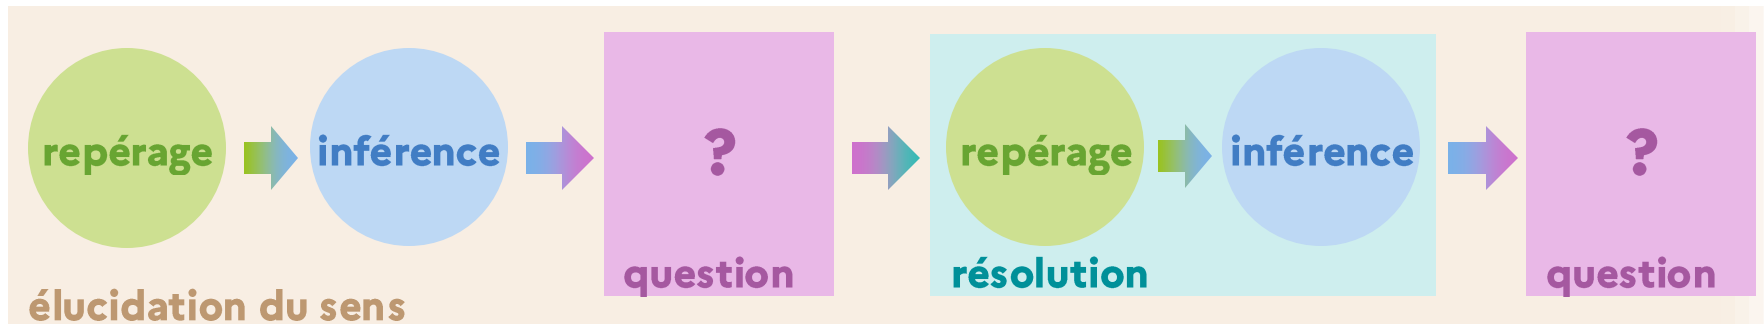 repérage
inférence
?
question
repérage
inférence
résolution
?
question
élucidation du sens